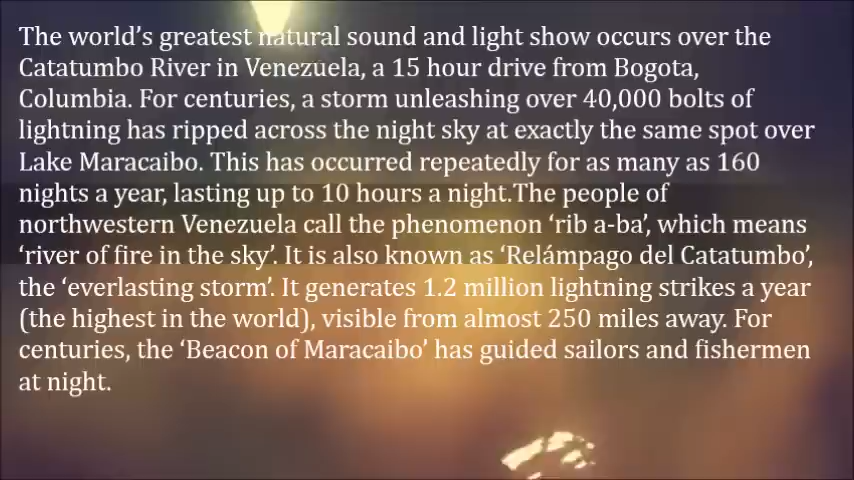 The world’s greatest natural sound and light show occurs over the
Catatumbo River in Venezuela, a 15 hour drive from Bogota,
Columbia. For centuries, a storm unleashing over 40,000 bolts of
lightning has ripped across the night sky at exactly the same spot over
Lake Maracaibo. This has occurred repeatedly for as many as 160
nights a year, lasting up to 10 hours a night.The people of
northwestern Venezuela call the phenomenon ‘rib a-ba’, which means
‘river of fire in the sky’. It is also known as ‘Relámpago del Catatumbo’,
the ‘everlasting storm’. It generates 1.2 million lightning strikes a year
(the highest in the world), visible from almost 250 miles away. For
centuries, the ‘Beacon of Maracaibo’ has guided sailors and fishermen
at night.